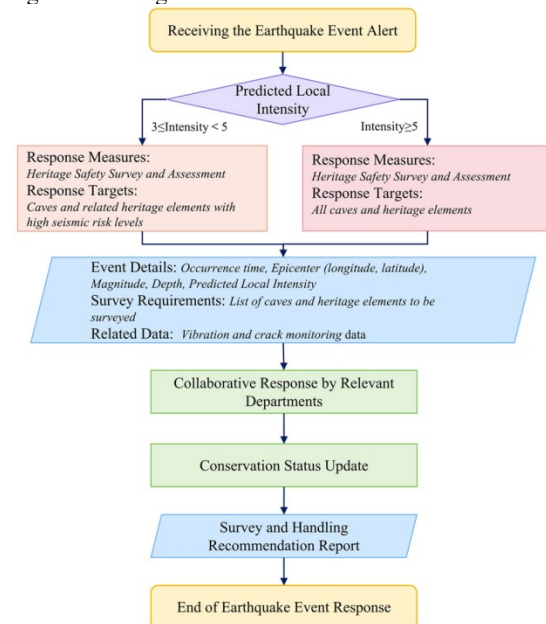 Receiving the Earthquake Event Alert
Predicted Local
Intensity
3≤Intensity < 5
Intensity≥5
Response Measures:
Heritage Safety Survey and Assessment
Response Targets:
Caves and related heritage elements with
high seismic risk levels
Response Measures:
Heritage Safety Survey and Assessment
Response Targets:
All caves and heritage elements
Event Details: Occurrence time, Epicenter (longitude, latitude),
Magnitude, Depth, Predicted Local Intensity
Survey Requirements: List of caves and heritage elements to be
surveyed
Related Data: Vibration and crack monitoring data
Collaborative Response by Relevant
Departments
Conservation Status Update
Survey and Handling
Recommendation Report
End of Earthquake Event Response